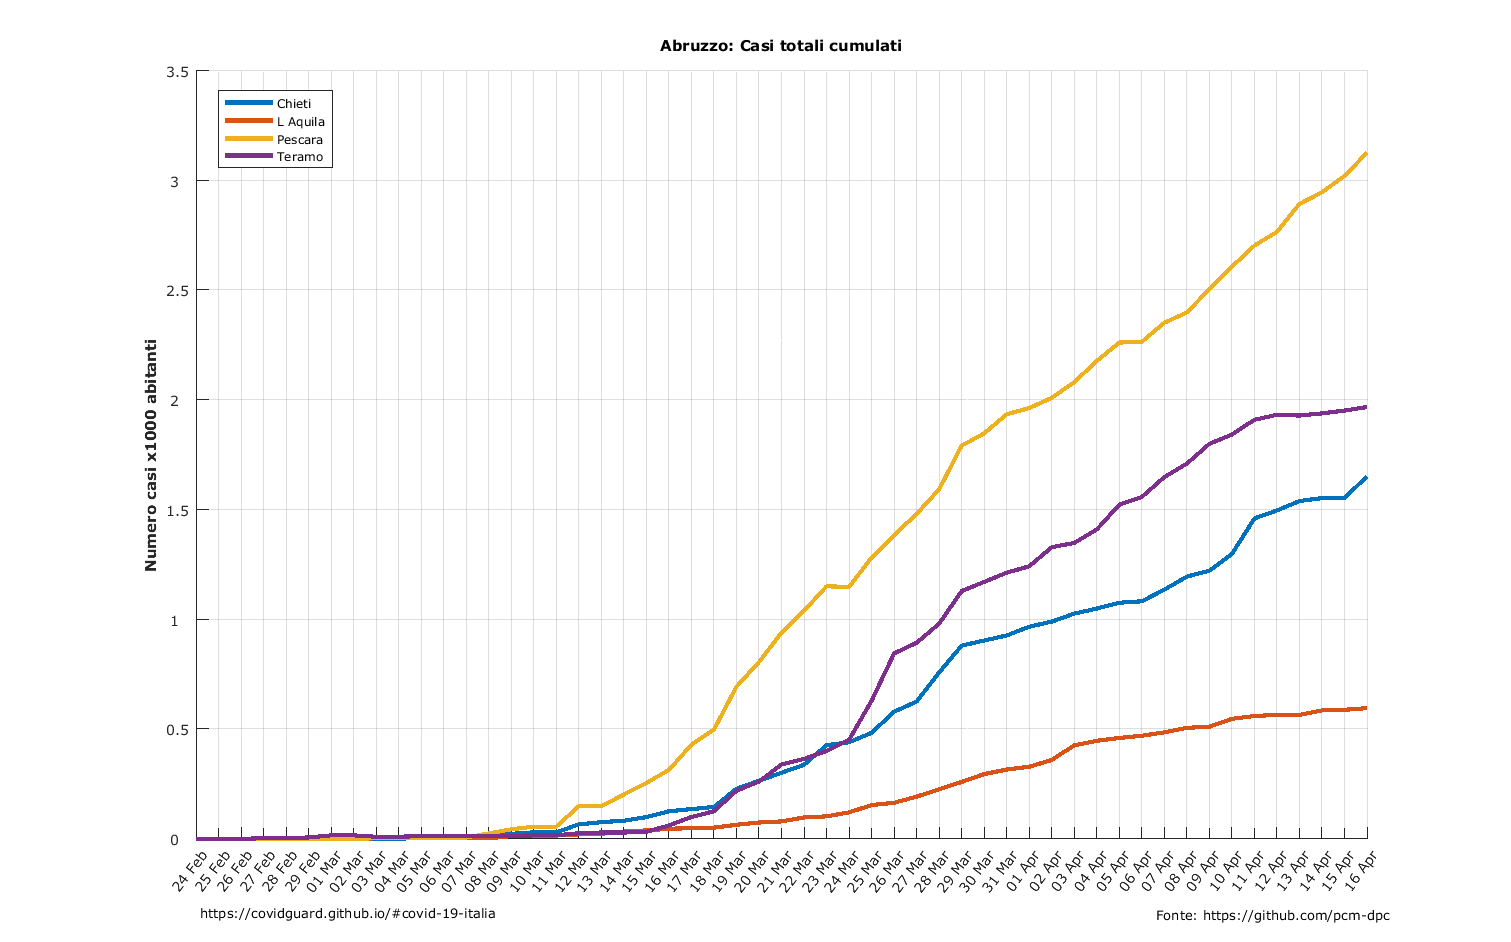 Abruzzo: Casi totali cumulati
3.5
3
2.5
2
1.5
1
0.5
0
Numero casi x1000 abitanti
Chieti
L Aquila
Pescara
Teramo
24 Feb
25 Feb
26 Feb
27 Feb
28 Feb
29 Feb
01 Mar
02 Mar
03 Mar
04 Mar
05 Mar
06 Mar
07 Mar
08 Mar
09 Mar
10 Mar
11 Mar
12 Mar
13 Mar
14 Mar
15 Mar
16 Mar
17 Mar
18 Mar
19 Mar
20 Mar
21 Mar
22 Mar
23 Mar
24 Mar
25 Mar
26 Mar
27 Mar
28 Mar
29 Mar
30 Mar
31 Mar
01 Apr
02 Apr
03 Apr
04 Apr
05 Apr
06 Apr
07 Apr
08 Apr
09 Apr
10 Apr
11 Apr
12 Apr
13 Apr
14 Apr
15 Apr
16 Apr
https://covidguard.github.io/#covid-19-italia
Fonte: https://github.com/pcm-dpc